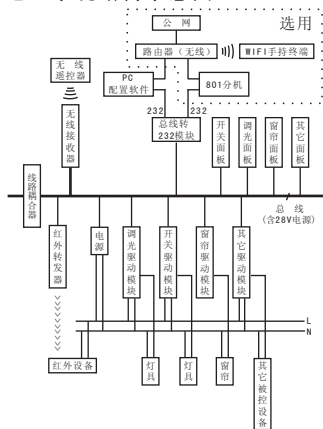 选用
公 网
路由器（无线）
WIFI手持终端
无线
遥控器
PC
配置软件
801分机
232
232
无线接收器
总线转
232模块
开关面板
调光面板
窗帘面板
其它面板
线路耦合器
总 线
(含28V电源)
红外转发器
电源
调光驱动模块
开关驱动模块
窗帘驱动模块
其它驱动模块
L
N
红外设备
灯具
灯具
窗帘
其它被控设备